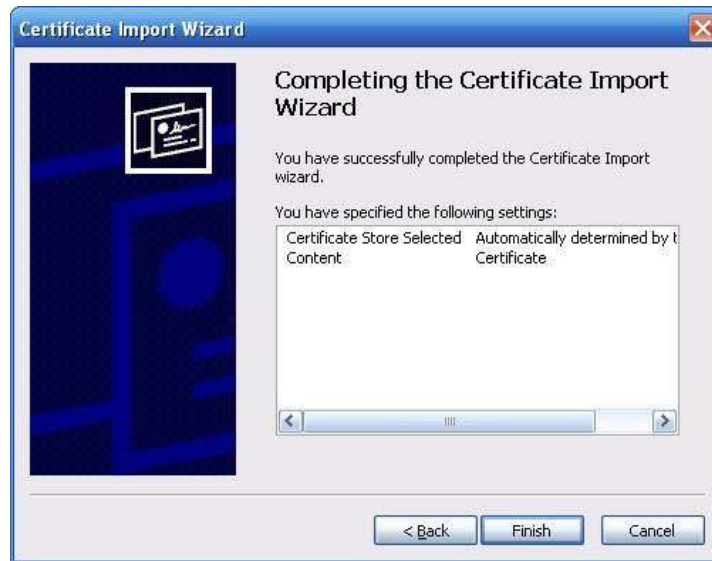 Certificate Import Wizard
Completing the Certificate Import
Wizard
You have successfully completed the Certificate Import
wizard.
You have specified the following settings:
Certificate Store Selected Automatically determined by t
Content Certificate
< Back Finish Cancel